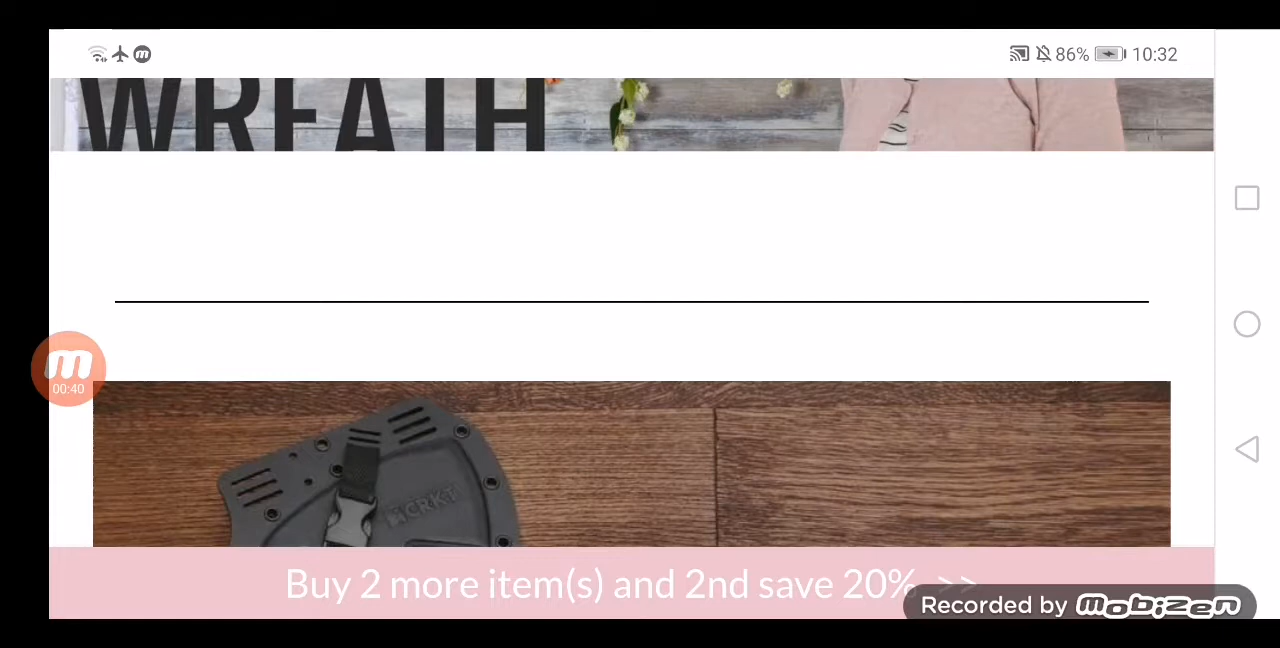 86% 10:32
WREATH
00:40
CRKT
Buy 2 more item(s) and 2nd save 20% >>
Recorded by mobizen